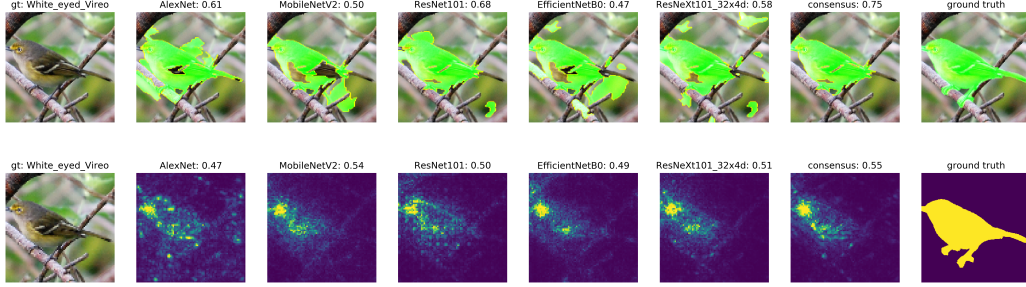 gt: White_eyed_Vireo AlexNet: 0.61 MobileNetV2: 0.50 ResNet101: 0.68 EfficientNetB0: 0.47 ResNeXt101_32x4d: 0.58 consensus: 0.75 ground truth
gt: White_eyed_Vireo AlexNet: 0.47 MobileNetV2: 0.54 ResNet101: 0.50 EfficientNetB0: 0.49 ResNeXt101_32x4d: 0.51 consensus: 0.55 ground truth